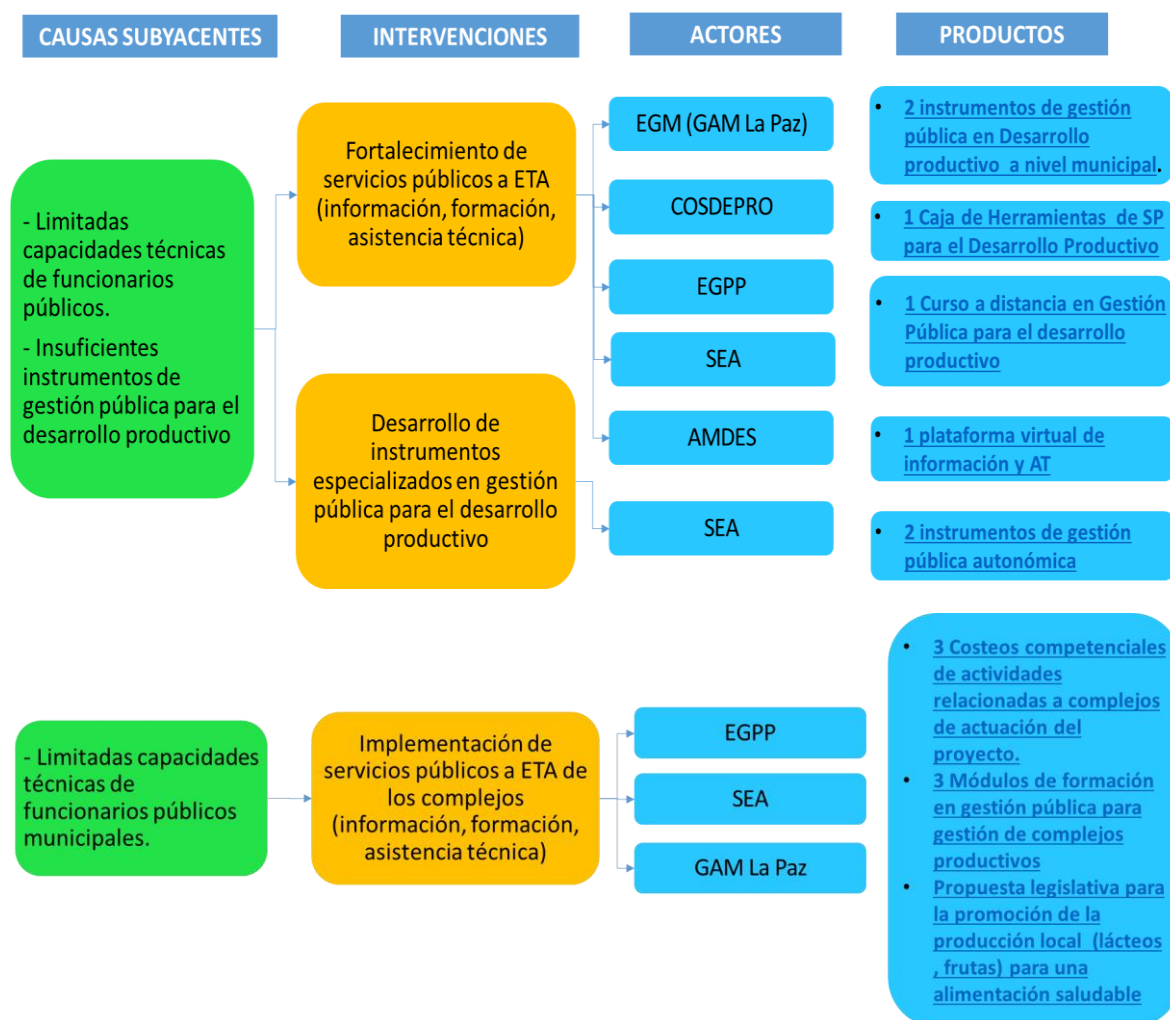 CAUSAS SUBYACENTES
INTERVENCIONES
ACTORES
PRODUCTOS
- Limitadas
capacidades técnicas
de funcionarios
públicos.
- Insuficientes
instrumentos de
gestión pública para el
desarrollo productivo
Fortalecimiento de
servicios públicos a ETA
(información, formación,
asistencia técnica)
Desarrollo de
instrumentos
especializados en gestión
pública para el desarrollo
productivo
EGM (GAM La Paz)
COSDEPRO
EGPP
SEA
AMDES
SEA
• 2 instrumentos de gestión
pública en Desarrollo
productivo a nivel municipal.
• 1 Caja de Herramientas de SP
para el Desarrollo Productivo
• 1 Curso a distancia en Gestión
Pública para el desarrollo
productivo
• 1 plataforma virtual de
información y AT
• 2 instrumentos de gestión
pública autonómica
- Limitadas capacidades
técnicas de
funcionarios públicos
municipales.
Implementación de
servicios públicos a ETA de
los complejos
(información, formación,
asistencia técnica)
EGPP
SEA
GAM La Paz
• 3 Costeos competenciales
de actividades
relacionadas a complejos
de actuación del
proyecto.
• 3 Módulos de formación
en gestión pública para
gestión de complejos
productivos
• Propuesta legislativa para
la promoción de la
producción local (lácteos
, frutas) para una
alimentación saludable